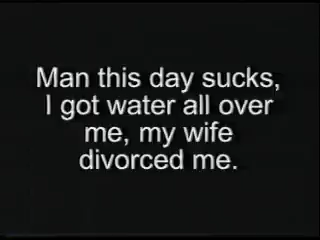 Man this day sucks,
I got water all over
me, my wife
divorced me.